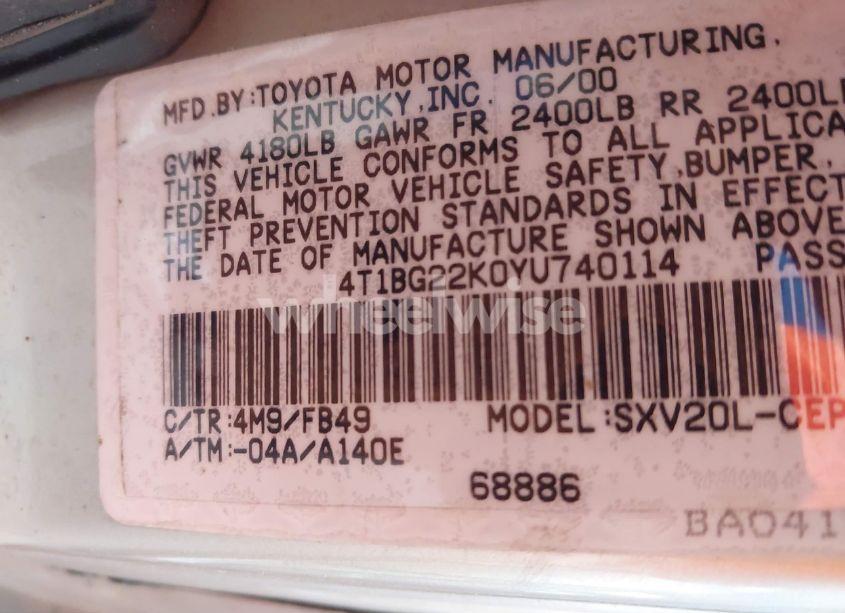 MFD.BY:TOYOTA MOTOR MANUFACTURING.
KENTUCKY,INC. 06/00
GVWR 4180LB GAWR FR 2400LB RR 2400L
THIS VEHICLE CONFORMS TO ALL APPLICA
FEDERAL MOTOR VEHICLE SAFETY,BUMPER,
THEFT PREVENTION STANDARDS IN EFFECT
THE DATE OF MANUFACTURE SHOWN ABOVE
4T1BG22K0YU740114 PASS
wheelwise
C/TR:4M9/FB49 MODEL:SXV20L-CEP
A/TM:-04A/A140E
68886
BA041